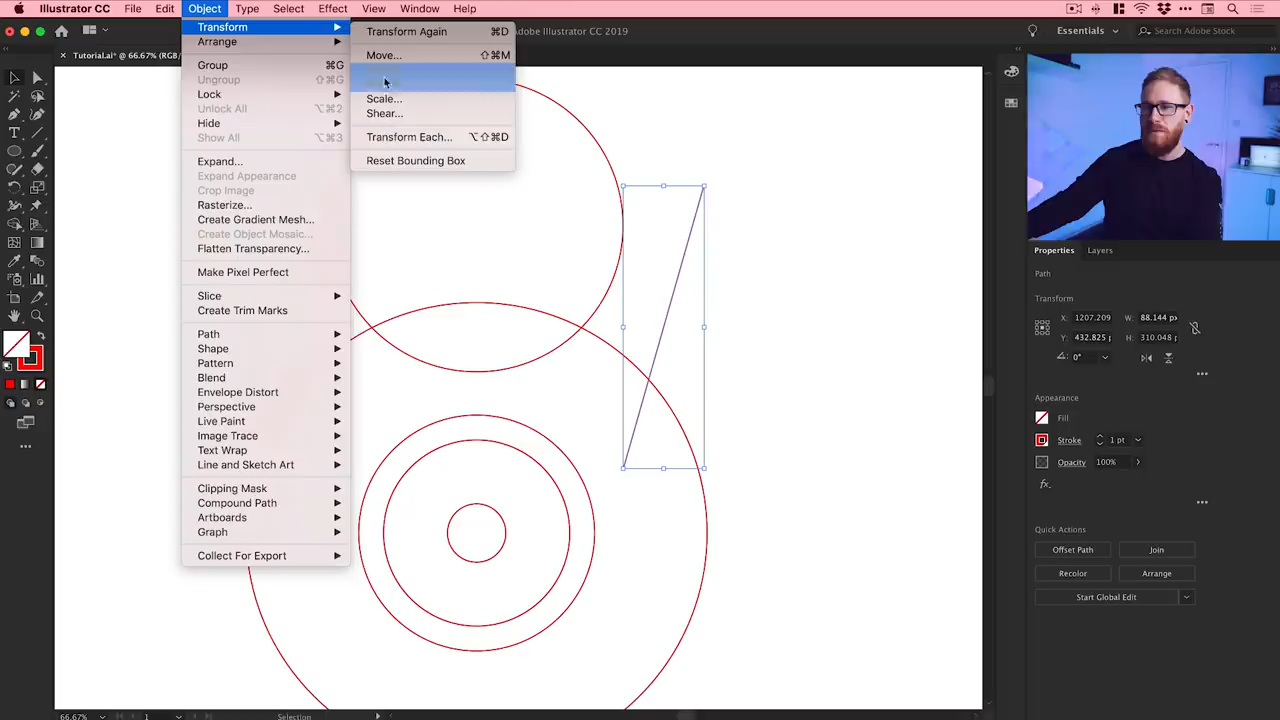 Illustrator CC File Edit Object Type Select Effect View Window Help
Adobe Illustrator CC 2019
Essentials
Adobe Stock
Tutorial.ai* @ 66.67% (RGB/
Transform
Arrange
Group ⌘G
Ungroup ⇧⌘G
Lock
Unlock All ⌥⌘2
Hide
Show All ⌥⌘3
Expand...
Expand Appearance
Crop Image
Rasterize...
Create Gradient Mesh...
Create Object Mosaic...
Flatten Transparency...
Make Pixel Perfect
Slice
Create Trim Marks
Path
Shape
Pattern
Blend
Envelope Distort
Perspective
Live Paint
Image Trace
Text Wrap
Line and Sketch Art
Clipping Mask
Compound Path
Artboards
Graph
Collect For Export
Transform Again ⌘D
Move... ⇧⌘M
Scale...
Shear...
Transform Each... ⌥⇧⌘D
Reset Bounding Box
Properties Layers
Path
Transform
X: 1207.209 W: 88.144 px
Y: 432.825 H: 310.048
0°
Appearance
Fill
Stroke 1 pt
Opacity 100%
fx.
Quick Actions
Offset Path Join
Recolor Arrange
Start Global Edit
66.67% 1 Selection